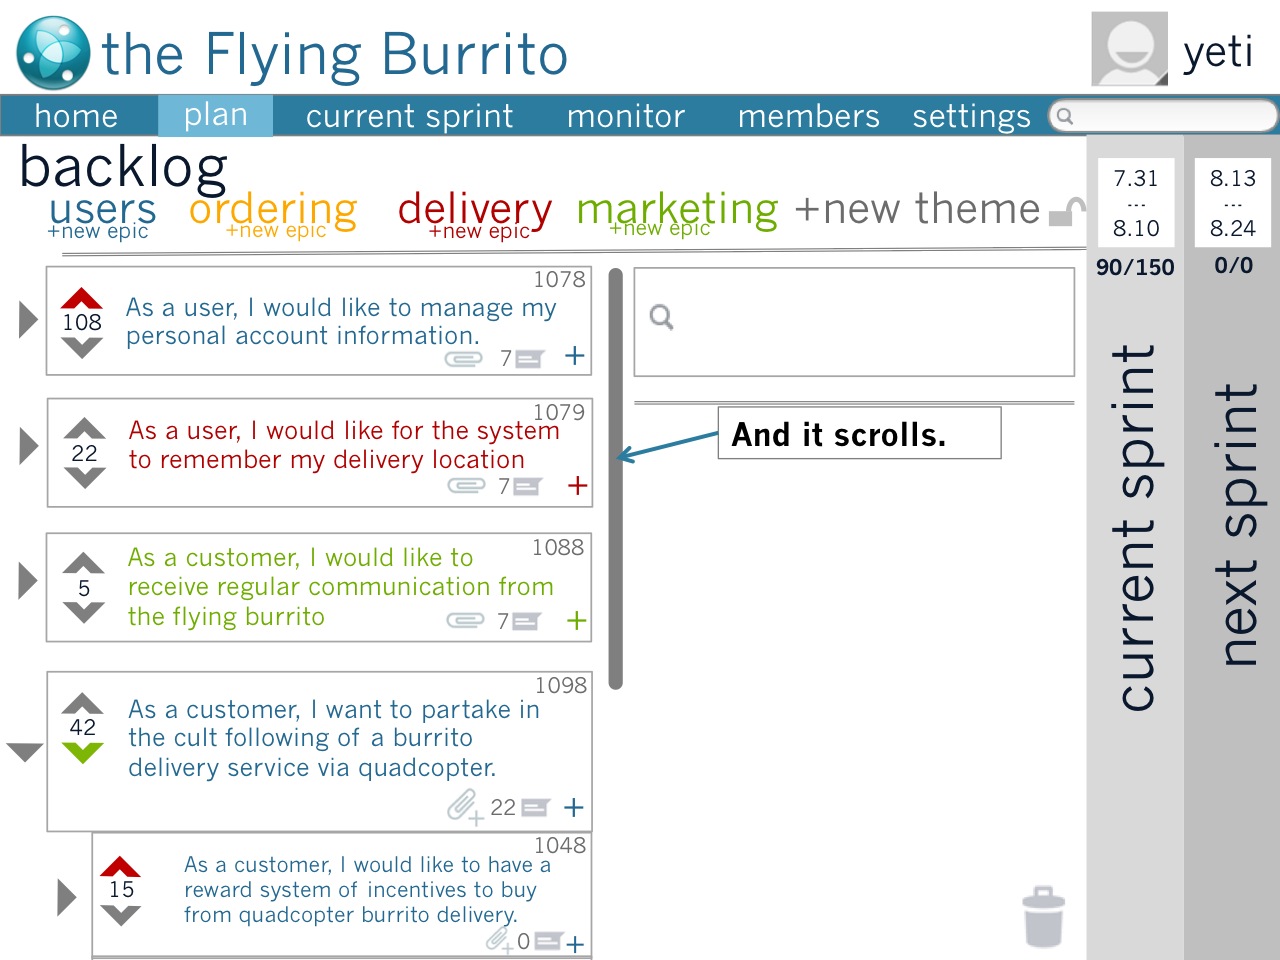 the Flying Burrito
yeti
home plan current sprint monitor members settings
backlog
users ordering delivery marketing +new theme
+new epic +new epic +new epic +new epic
7.31
...
8.10
90/150
8.13
...
8.24
0/0
current sprint
next sprint
1078
108
As a user, I would like to manage my
personal account information.
7 +
1079
22
As a user, I would like for the system
to remember my delivery location
7 +
And it scrolls.
1088
5
As a customer, I would like to
receive regular communication from
the flying burrito
7 +
1098
42
As a customer, I want to partake in
the cult following of a burrito
delivery service via quadcopter.
22 +
1048
15
As a customer, I would like to have a
reward system of incentives to buy
from quadcopter burrito delivery.
0 +